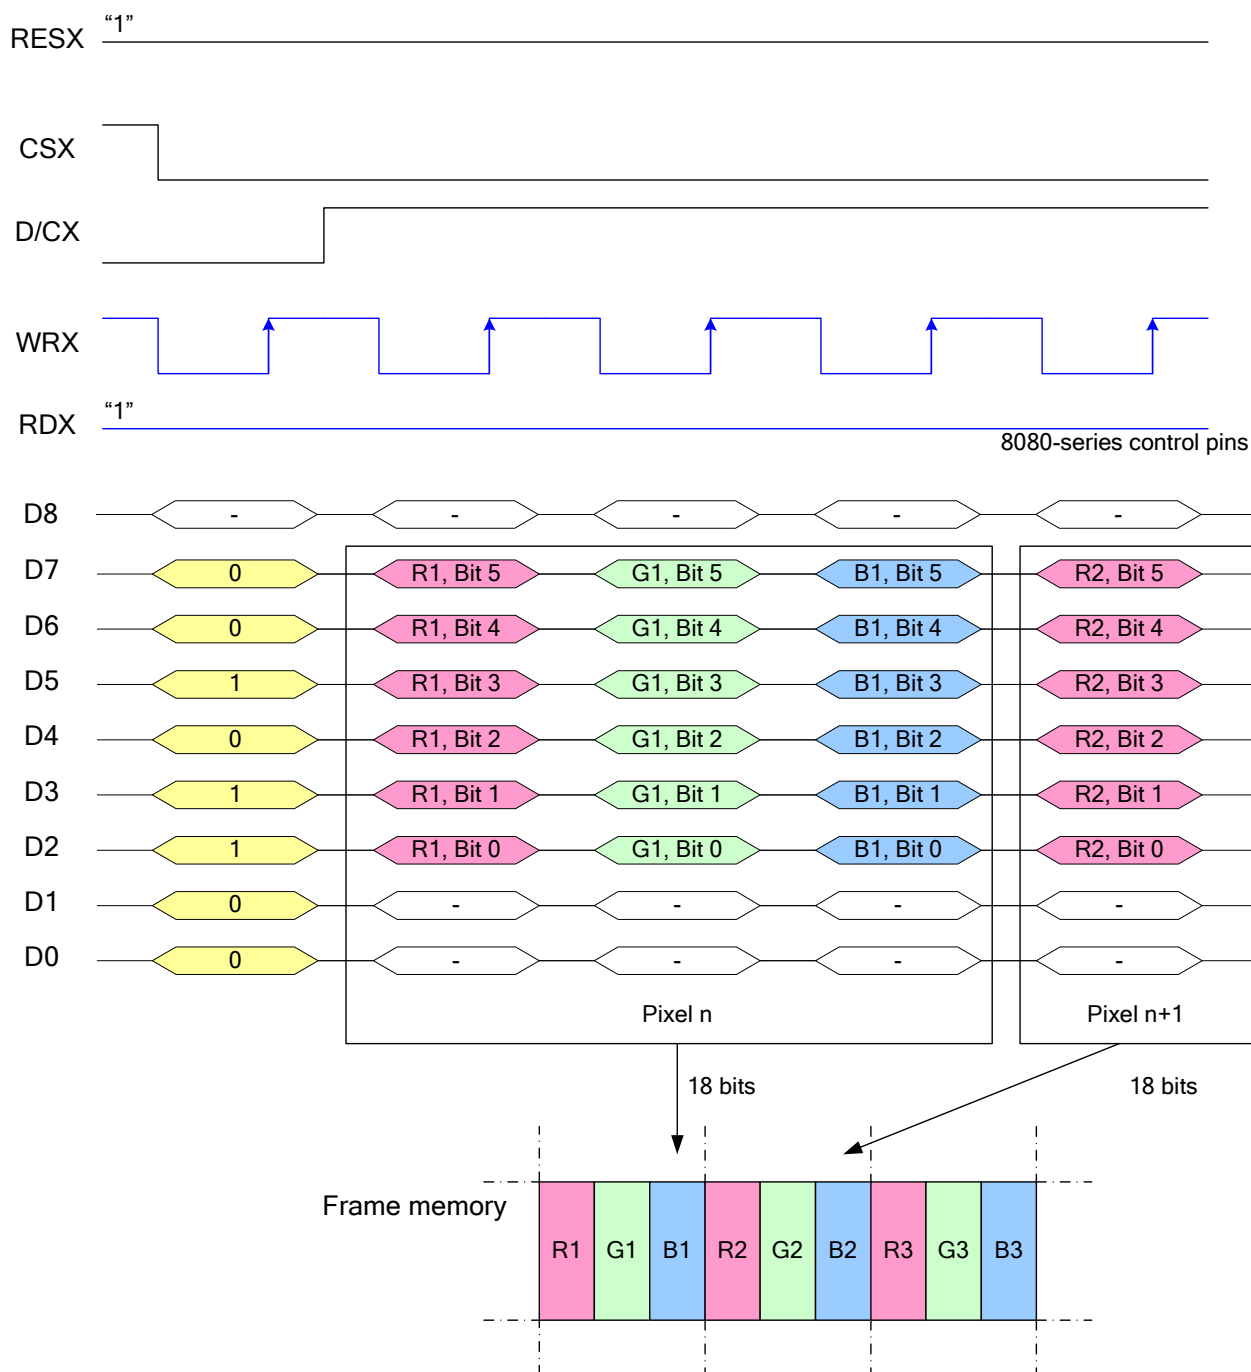 RESX “1”
CSX
D/CX
WRX
RDX “1”
8080-series control pins
D8 - - - - -
D7 0 R1, Bit 5 G1, Bit 5 B1, Bit 5 R2, Bit 5
D6 0 R1, Bit 4 G1, Bit 4 B1, Bit 4 R2, Bit 4
D5 1 R1, Bit 3 G1, Bit 3 B1, Bit 3 R2, Bit 3
D4 0 R1, Bit 2 G1, Bit 2 B1, Bit 2 R2, Bit 2
D3 1 R1, Bit 1 G1, Bit 1 B1, Bit 1 R2, Bit 1
D2 1 R1, Bit 0 G1, Bit 0 B1, Bit 0 R2, Bit 0
D1 0 - - - -
D0 0 - - - -
Pixel n Pixel n+1
18 bits 18 bits
Frame memory
R1 G1 B1 R2 G2 B2 R3 G3 B3